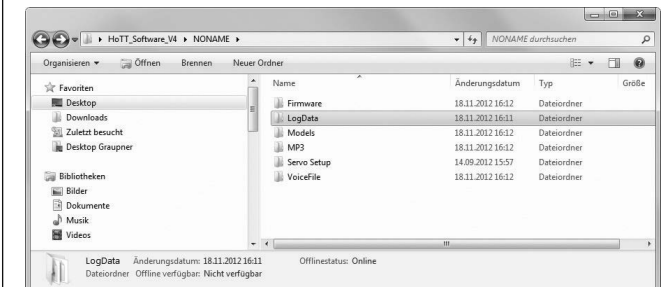 HoTT_Software_V4 ▸ NONAME ▸ NONAME durchsuchen
Organisieren Öffnen Brennen Neuer Ordner
Favoriten
Desktop
Downloads
Zuletzt besucht
Desktop Graupner
Bibliotheken
Bilder
Dokumente
Musik
Videos
Name Änderungsdatum Typ Größe
Firmware 18.11.2012 16:12 Dateiordner
LogData 18.11.2012 16:11 Dateiordner
Models 18.11.2012 16:12 Dateiordner
MP3 18.11.2012 16:12 Dateiordner
Servo Setup 14.09.2012 15:57 Dateiordner
VoiceFile 18.11.2012 16:12 Dateiordner
LogData Änderungsdatum: 18.11.2012 16:11 Offlinestatus: Online
Dateiordner Offline verfügbar: Nicht verfügbar